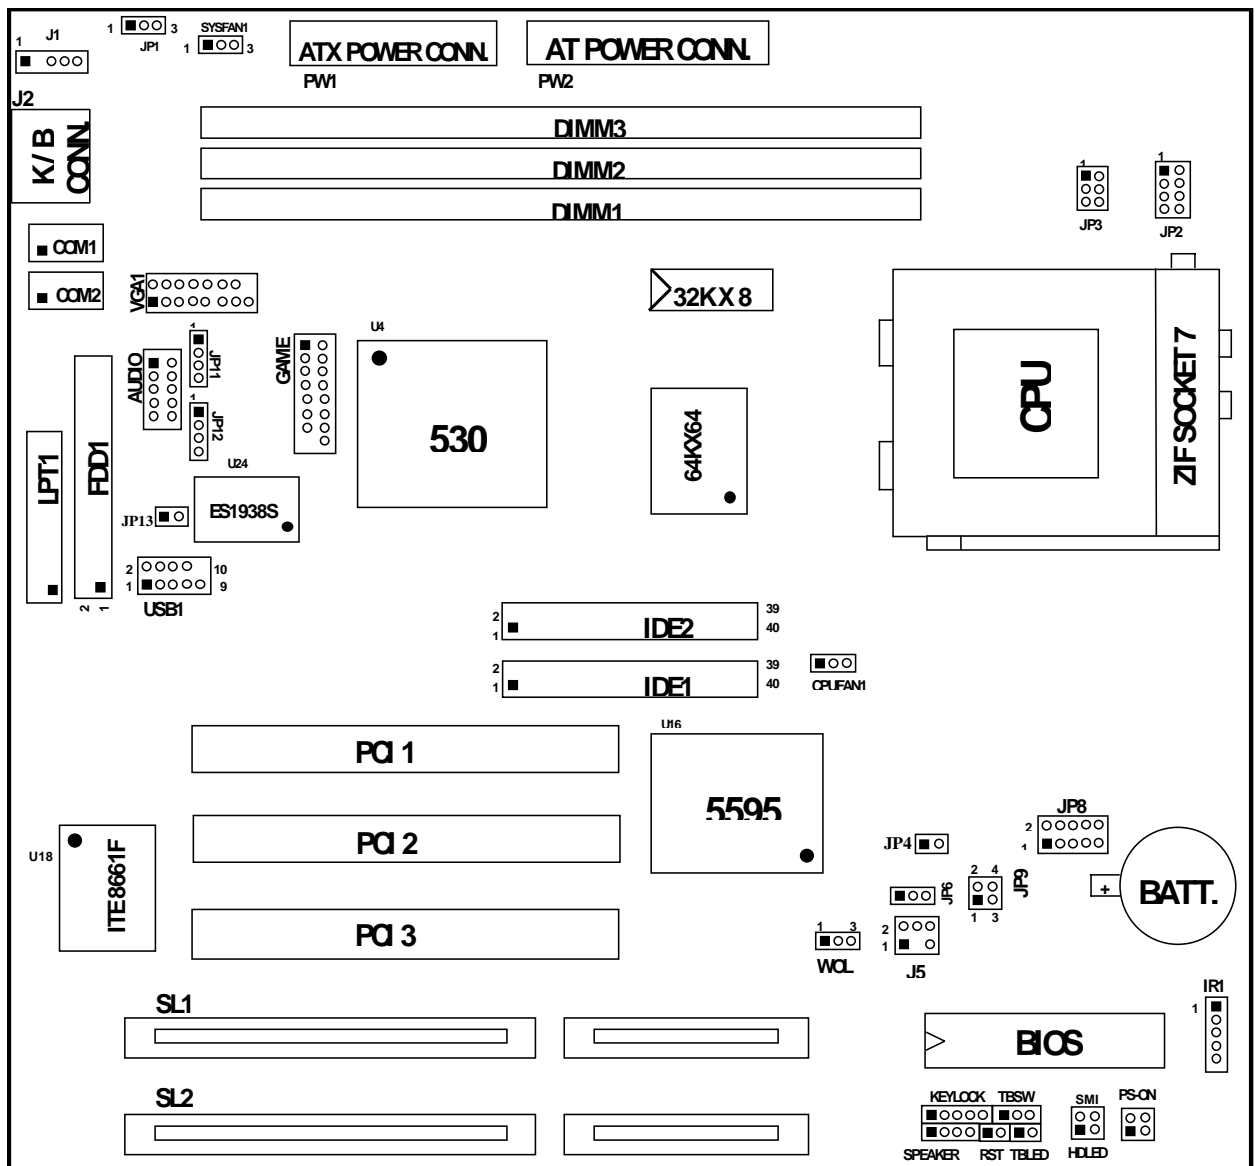 1 3
JP1
SYSFAN1
1 3
J1
1
ATX POWER CONN.
PW1
AT POWER CONN.
PW2
J2
K/B CONN.
DIMM3
DIMM2
DIMM1
1
JP3
1
JP2
COM1
COM2
VGA1
32KX8
U4
530
GAME
AUDIO
1
JP11
1
JP12
U24
ES1938S
JP13
LPT1
FDD1
2 1
2 10
1 9
USB1
64KX64
CPU
ZIF SOCKET 7
2 39
1 40
IDE2
2 39
1 40
IDE1
CPUFAN1
PCI 1
PCI 2
PCI 3
U16
5595
U18
ITE8661F
JP4
JP8
2
1
2 4
JP9
1 3
JP6
BATT.
+
1 3
WOL
2
1
J5
IR1
1
SL1
SL2
BIOS
KEYLOCK TBSW
SPEAKER RST TBLED
SMI
HDLED
PS-ON